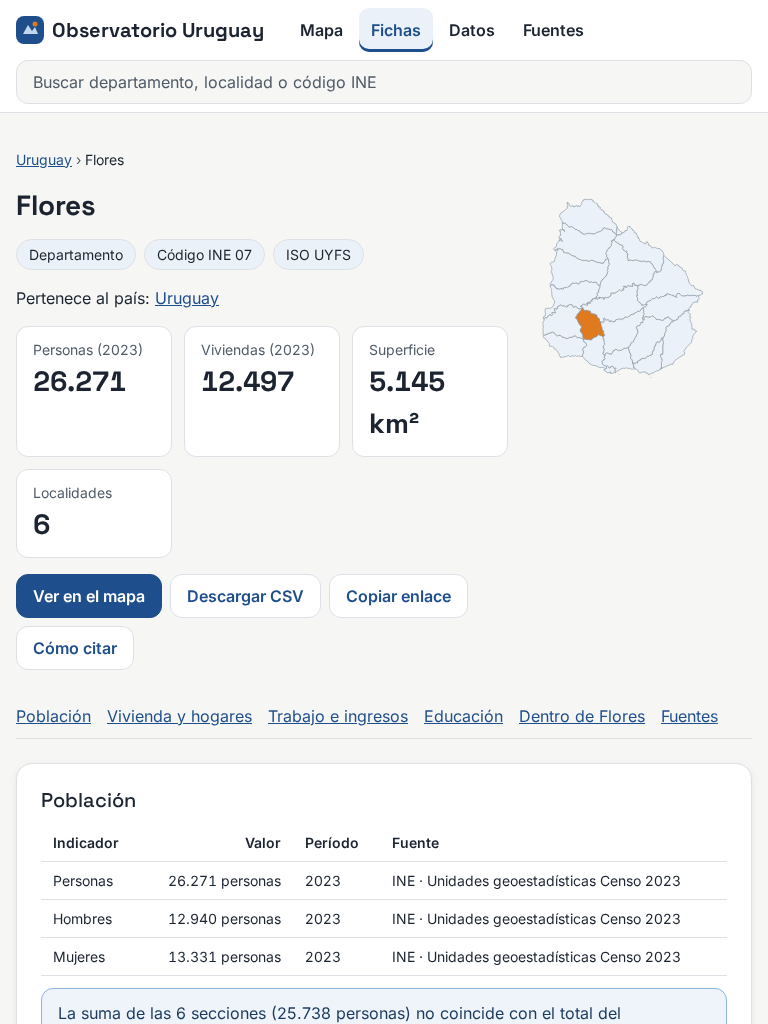 Observatorio Uruguay
Mapa
Fichas
Datos
Fuentes
Buscar departamento, localidad o código INE
Uruguay › Flores
Flores
Departamento
Código INE 07
ISO UYFS
Pertenece al país: Uruguay
Personas (2023)
26.271
Viviendas (2023)
12.497
Superficie
5.145
km²
Localidades
6
Ver en el mapa
Descargar CSV
Copiar enlace
Cómo citar
Población
Vivienda y hogares
Trabajo e ingresos
Educación
Dentro de Flores
Fuentes
Población
Indicador Valor Período Fuente
Personas 26.271 personas 2023 INE · Unidades geoestadísticas Censo 2023
Hombres 12.940 personas 2023 INE · Unidades geoestadísticas Censo 2023
Mujeres 13.331 personas 2023 INE · Unidades geoestadísticas Censo 2023
La suma de las 6 secciones (25.738 personas) no coincide con el total del